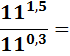 11^{1,5} / 11^{0,3} =